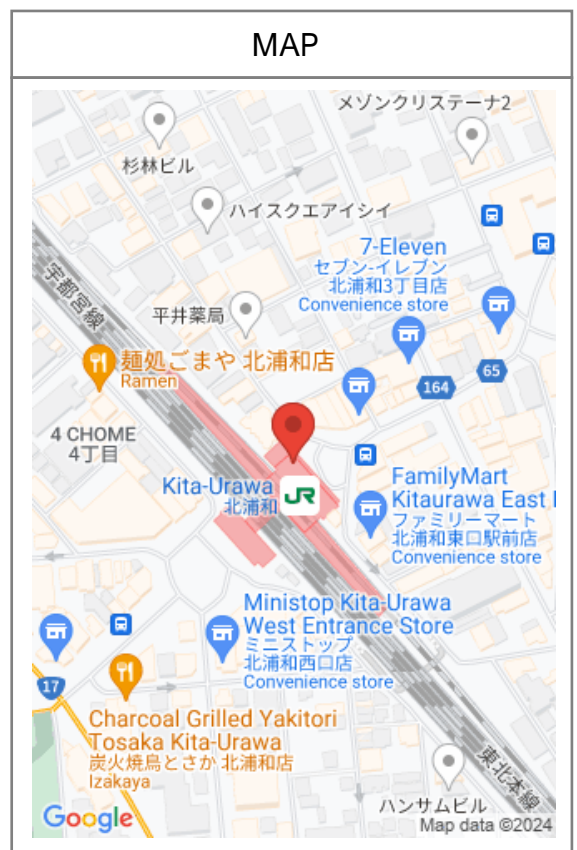 MAP
メゾンクリステーナ2
杉林ビル
ハイスクエアイシイ
7-Eleven
セブン-イレブン
北浦和3丁目店
Convenience store
宇都宮線
平井薬局
麺処ごまや 北浦和店
Ramen
65
164
4 CHOME
4丁目
Kita-Urawa
北浦和
JR
FamilyMart
Kitaurawa East
ファミリーマート
北浦和東口駅前店
Convenience store
Ministop Kita-Urawa
West Entrance Store
ミニストップ
北浦和西口店
Convenience store
17
Charcoal Grilled Yakitori
Tosaka Kita-Urawa
炭火焼鳥とさか 北浦和店
Izakaya
東北本線
ハンサムビル
Google
Map data ©2024